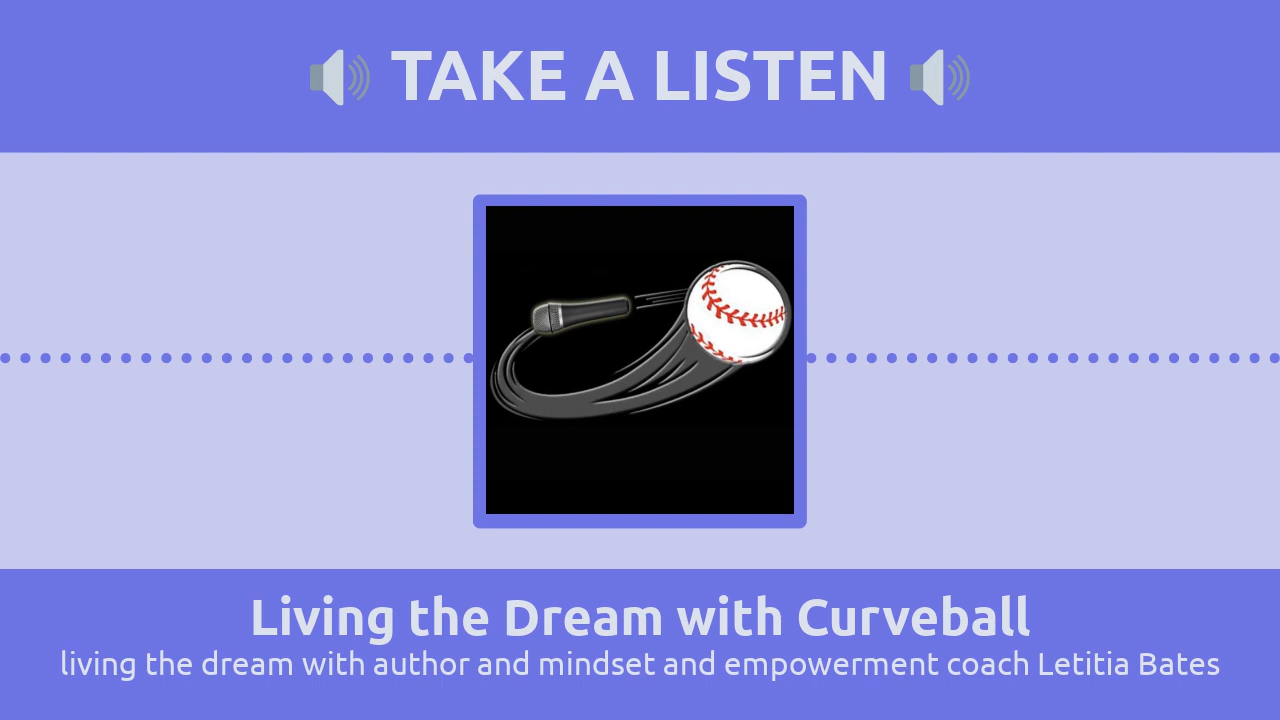 TAKE A LISTEN
Living the Dream with Curveball
living the dream with author and mindset and empowerment coach Letitia Bates